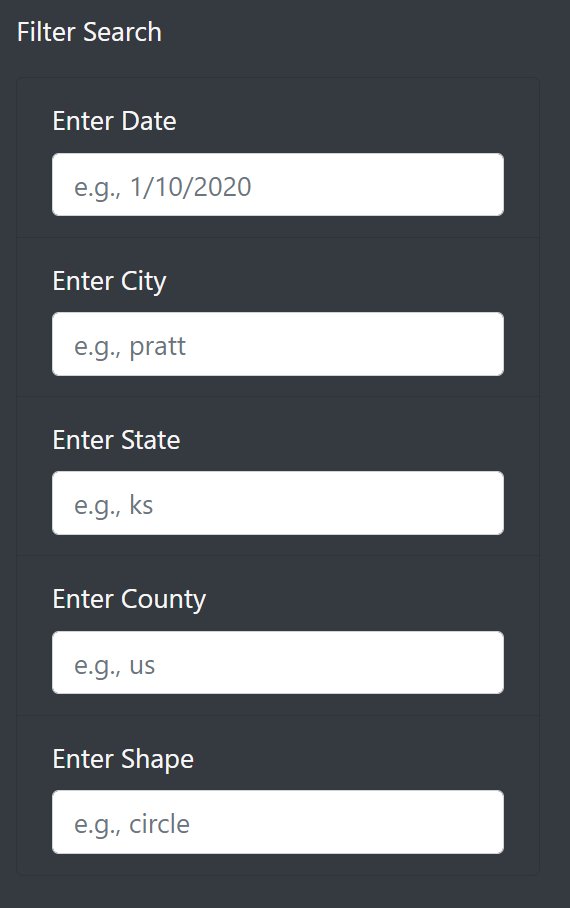 Filter Search
Enter Date
e.g., 1/10/2020
Enter City
e.g., pratt
Enter State
e.g., ks
Enter County
e.g., us
Enter Shape
e.g., circle